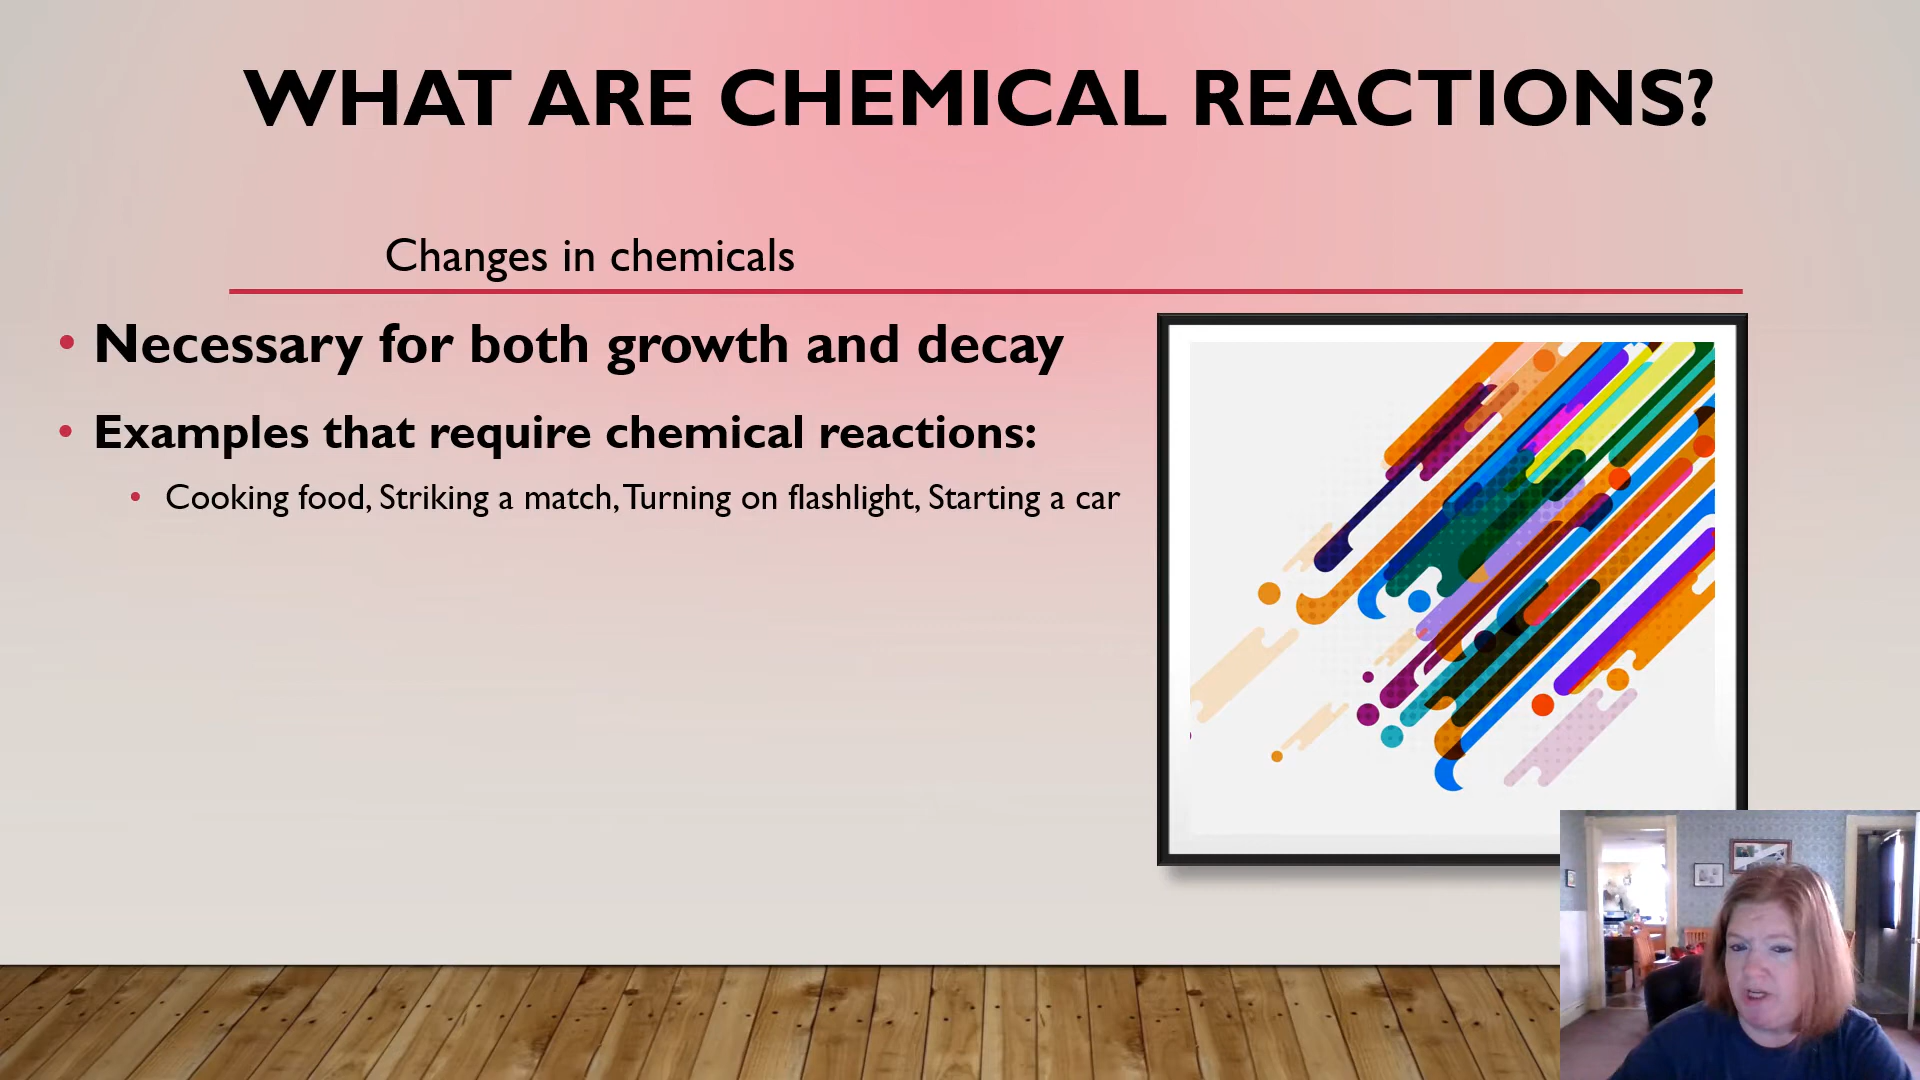 WHAT ARE CHEMICAL REACTIONS?
Changes in chemicals
• Necessary for both growth and decay
• Examples that require chemical reactions:
• Cooking food, Striking a match, Turning on flashlight, Starting a car